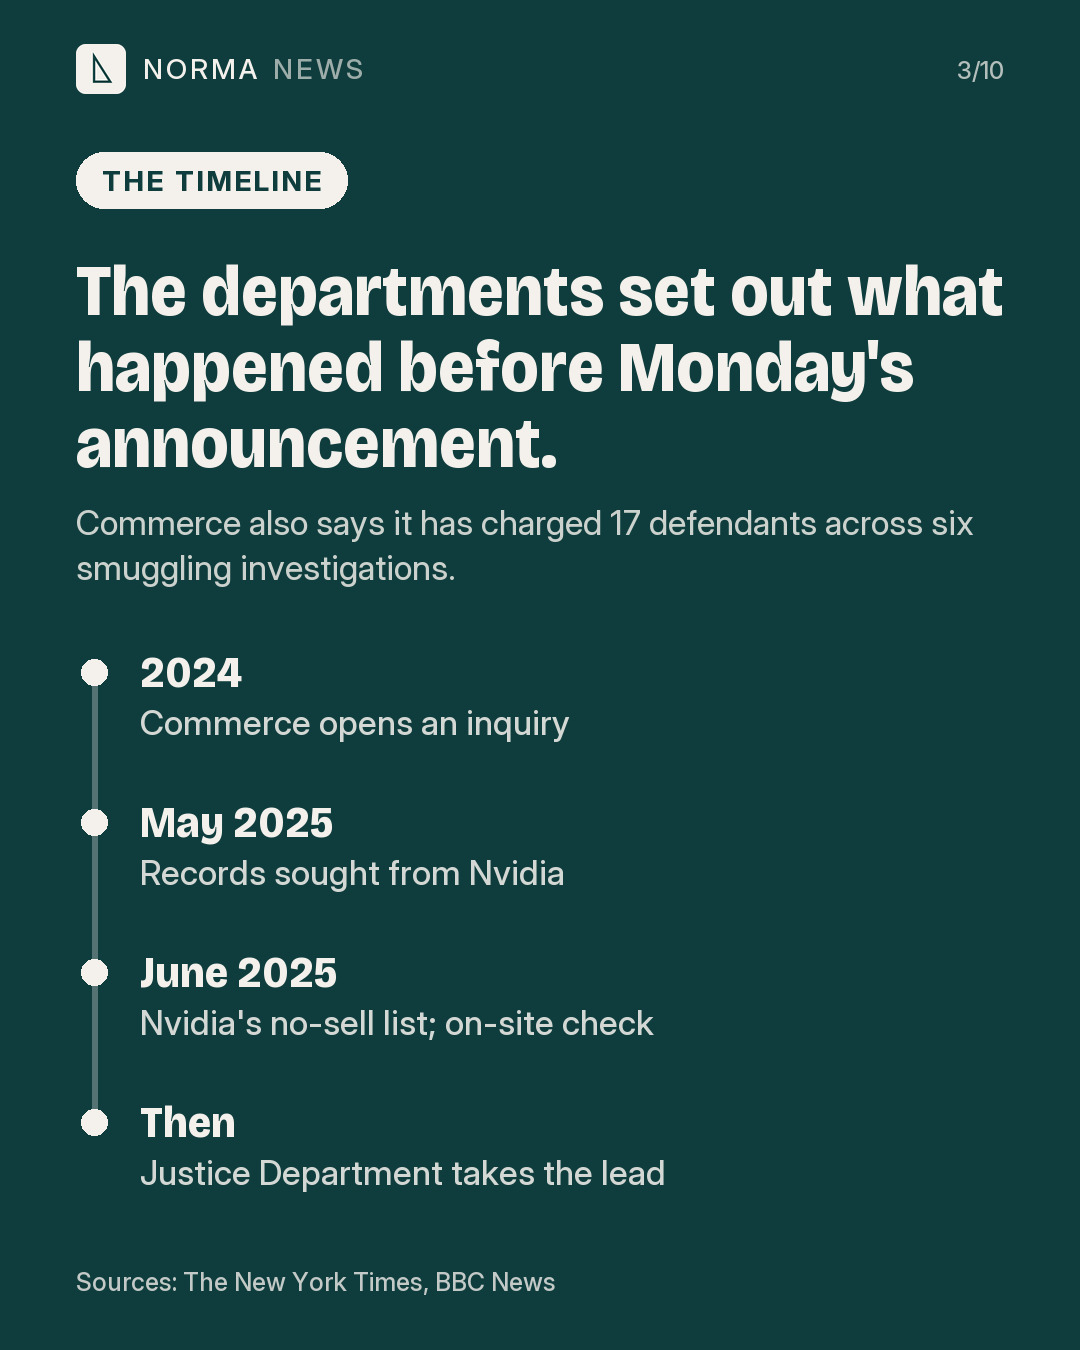 NORMA NEWS
3/10
THE TIMELINE
The departments set out what
happened before Monday's
announcement.
Commerce also says it has charged 17 defendants across six
smuggling investigations.
2024
Commerce opens an inquiry
May 2025
Records sought from Nvidia
June 2025
Nvidia's no-sell list; on-site check
Then
Justice Department takes the lead
Sources: The New York Times, BBC News